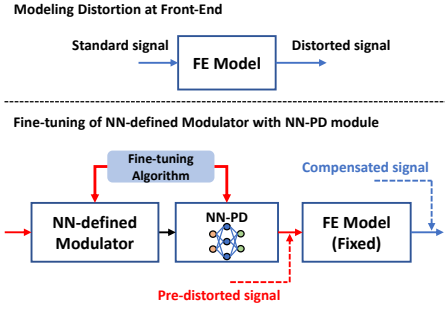 Modeling Distortion at Front-End
Standard signal
Distorted signal
FE Model
Fine-tuning of NN-defined Modulator with NN-PD module
Fine-tuning
Algorithm
Compensated signal
NN-defined
Modulator
NN-PD
FE Model
(Fixed)
Pre-distorted signal